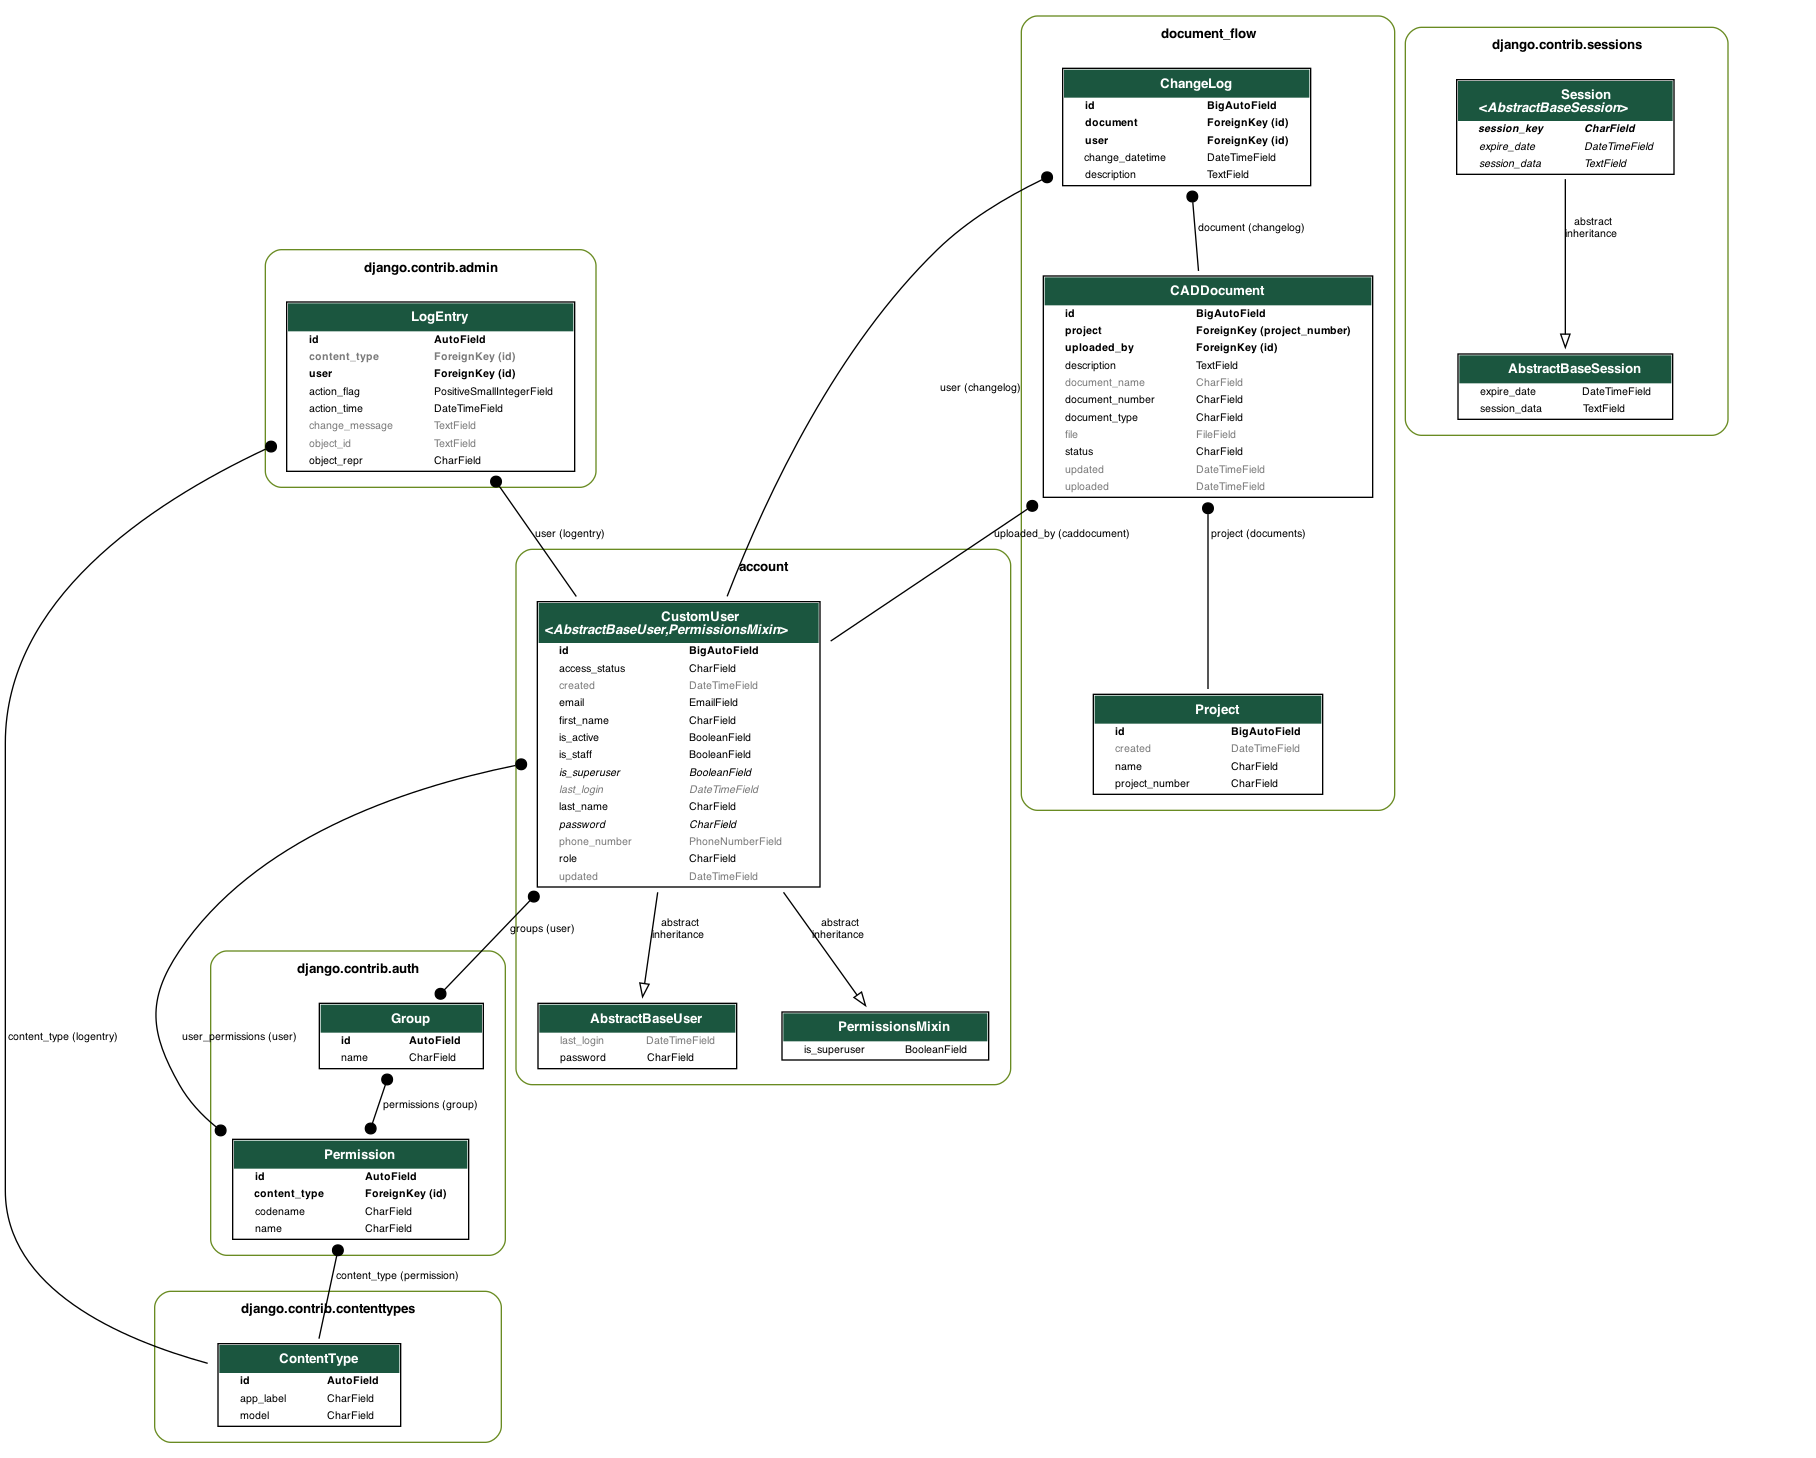 document_flow
ChangeLog
id BigAutoField
document ForeignKey (id)
user ForeignKey (id)
change_datetime DateTimeField
description TextField
document (changelog)
user (changelog)
CADDocument
id BigAutoField
project ForeignKey (project_number)
uploaded_by ForeignKey (id)
description TextField
document_name CharField
document_number CharField
document_type CharField
file FileField
status CharField
updated DateTimeField
uploaded DateTimeField
uploaded_by (caddocument)
project (documents)
Project
id BigAutoField
created DateTimeField
name CharField
project_number CharField
django.contrib.sessions
Session
<AbstractBaseSession>
session_key CharField
expire_date DateTimeField
session_data TextField
abstract
inheritance
AbstractBaseSession
expire_date DateTimeField
session_data TextField
django.contrib.admin
LogEntry
id AutoField
content_type ForeignKey (id)
user ForeignKey (id)
action_flag PositiveSmallIntegerField
action_time DateTimeField
change_message TextField
object_id TextField
object_repr CharField
user (logentry)
account
CustomUser
<AbstractBaseUser,PermissionsMixin>
id BigAutoField
access_status CharField
created DateTimeField
email EmailField
first_name CharField
is_active BooleanField
is_staff BooleanField
is_superuser BooleanField
last_login DateTimeField
last_name CharField
password CharField
phone_number PhoneNumberField
role CharField
updated DateTimeField
groups (user)
abstract
inheritance
abstract
inheritance
AbstractBaseUser
last_login DateTimeField
password CharField
PermissionsMixin
is_superuser BooleanField
django.contrib.auth
Group
id AutoField
name CharField
content_type (logentry)
user_permissions (user)
permissions (group)
Permission
id AutoField
content_type ForeignKey (id)
codename CharField
name CharField
content_type (permission)
django.contrib.contenttypes
ContentType
id AutoField
app_label CharField
model CharField